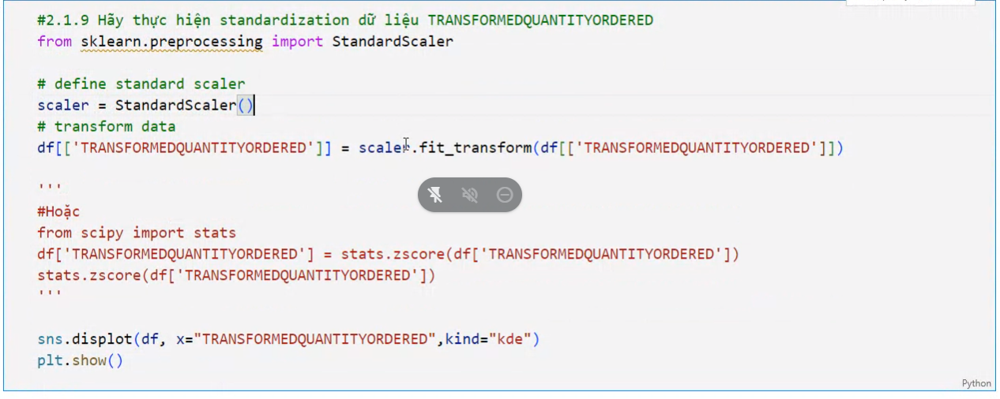 #2.1.9 Hãy thực hiện standardization dữ liệu TRANSFORMEDQUANTITYORDERED
from sklearn.preprocessing import StandardScaler
# define standard scaler
scaler = StandardScaler()
# transform data
df[['TRANSFORMEDQUANTITYORDERED']] = scaler.fit_transform(df[['TRANSFORMEDQUANTITYORDERED']])
'''
#Hoặc
from scipy import stats
df['TRANSFORMEDQUANTITYORDERED'] = stats.zscore(df['TRANSFORMEDQUANTITYORDERED'])
stats.zscore(df['TRANSFORMEDQUANTITYORDERED'])
'''
sns.displot(df, x="TRANSFORMEDQUANTITYORDERED",kind="kde")
plt.show()
Python